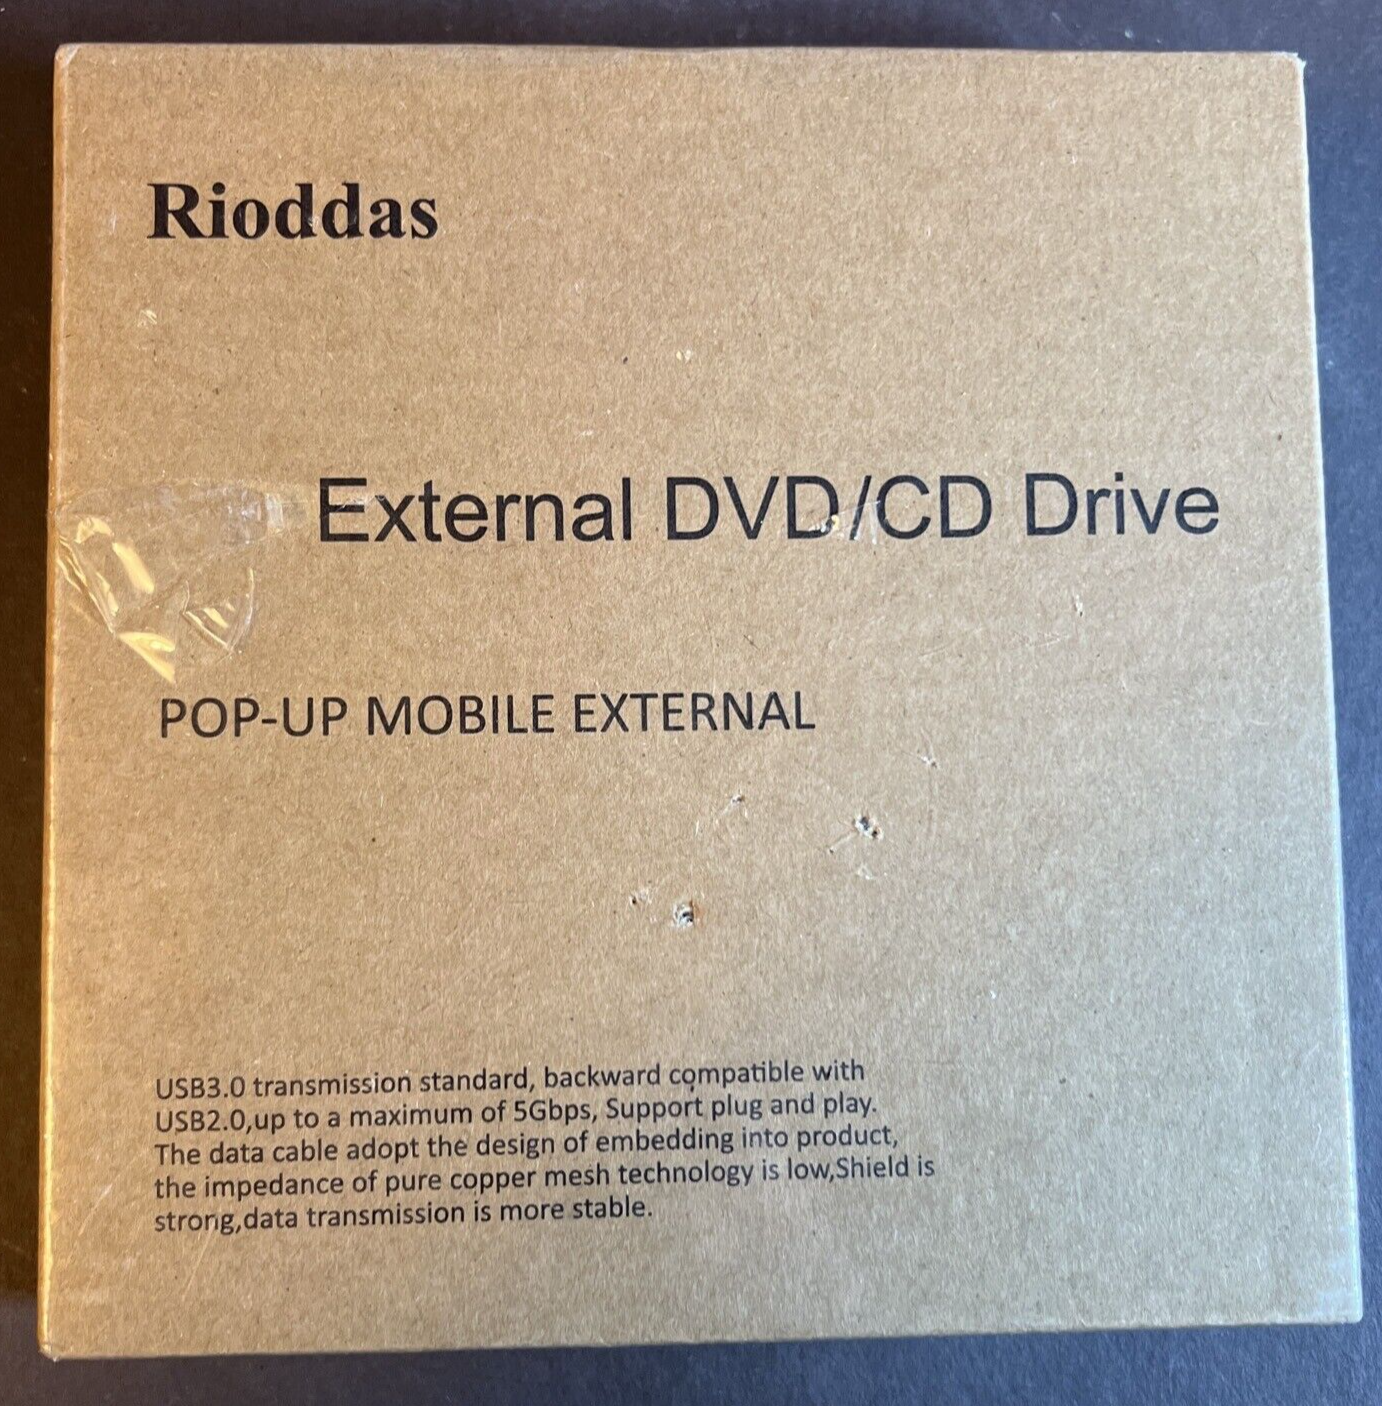 Rioddas
External DVD/CD Drive
POP-UP MOBILE EXTERNAL
USB3.0 transmission standard, backward compatible with
USB2.0,up to a maximum of 5Gbps, Support plug and play.
The data cable adopt the design of embedding into product,
the impedance of pure copper mesh technology is low,Shield is
strong,data transmission is more stable.